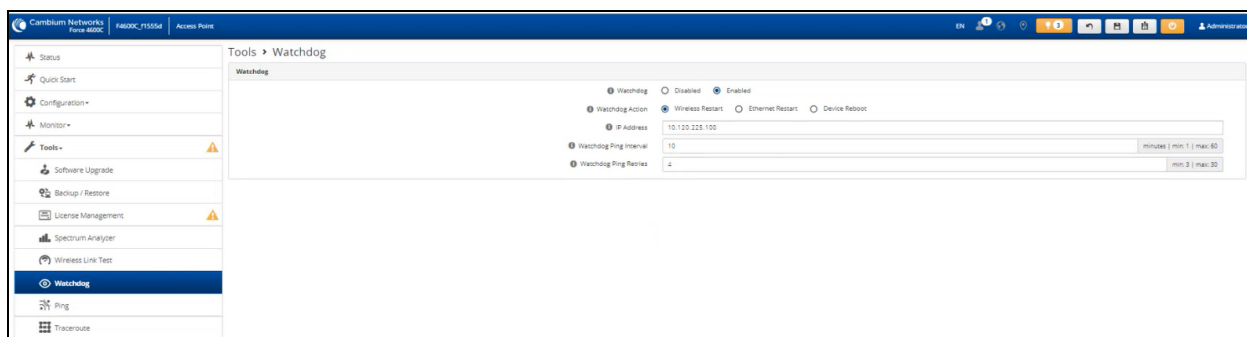 Cambium Networks
Force 4600C
F4600C_f1555d
Access Point
EN
1
3
Administrator
Status
Quick Start
Configuration
Monitor
Tools
Software Upgrade
Backup / Restore
License Management
Spectrum Analyzer
Wireless Link Test
Watchdog
Ping
Traceroute
Tools > Watchdog
Watchdog
Watchdog Disabled Enabled
Watchdog Action Wireless Restart Ethernet Restart Device Reboot
IP Address 10.120.225.100
Watchdog Ping Interval 10 minutes | min: 1 | max: 60
Watchdog Ping Retries 4 min: 3 | max: 30